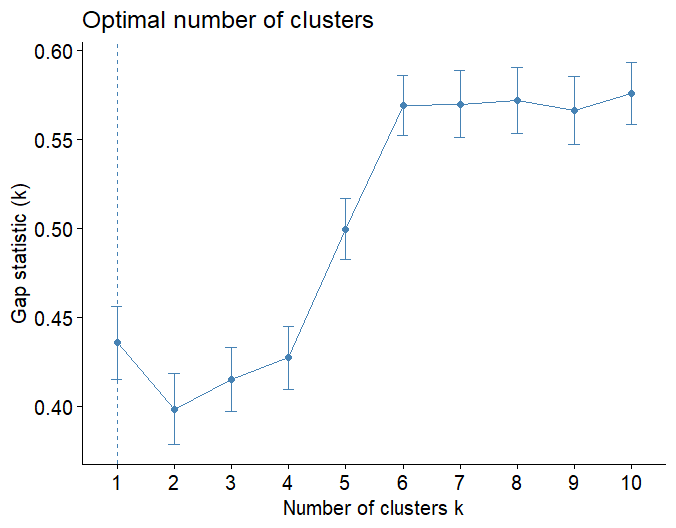 Optimal number of clusters
Gap statistic (k)
0.60
0.55
0.50
0.45
0.40
1 2 3 4 5 6 7 8 9 10
Number of clusters k